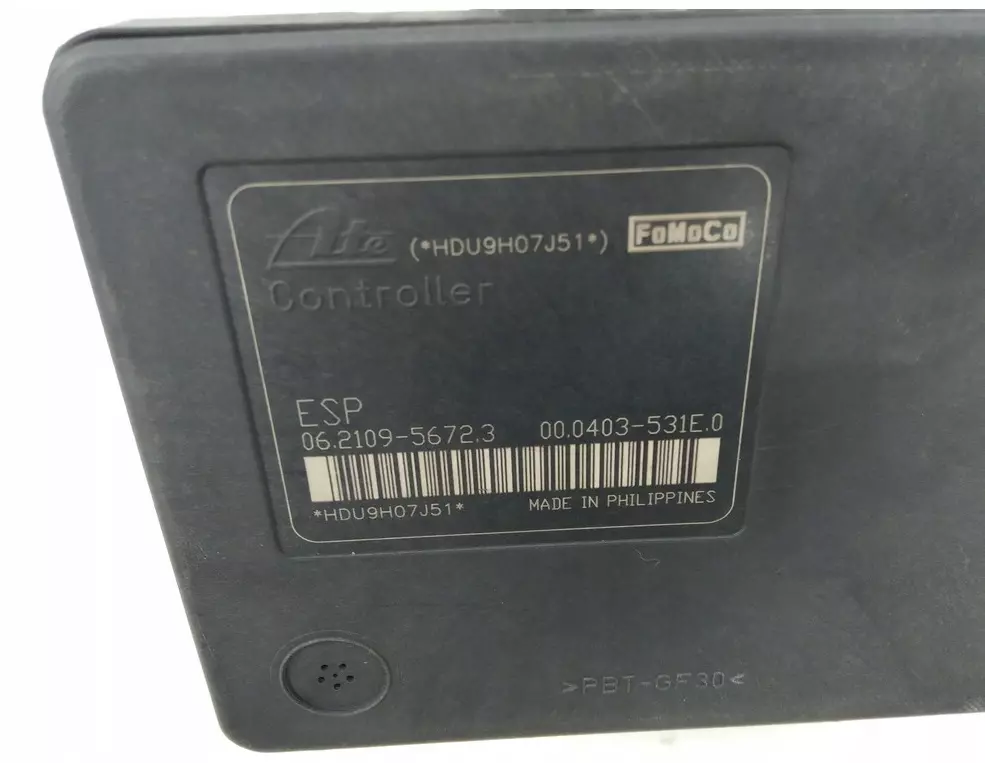 Ate (*HDU9H07J51*) FoMoCo
Controller
ESP
06.2109-5672.3 00.0403-531E.0
*HDU9H07J51* MADE IN PHILIPPINES
>PBT-GF30<